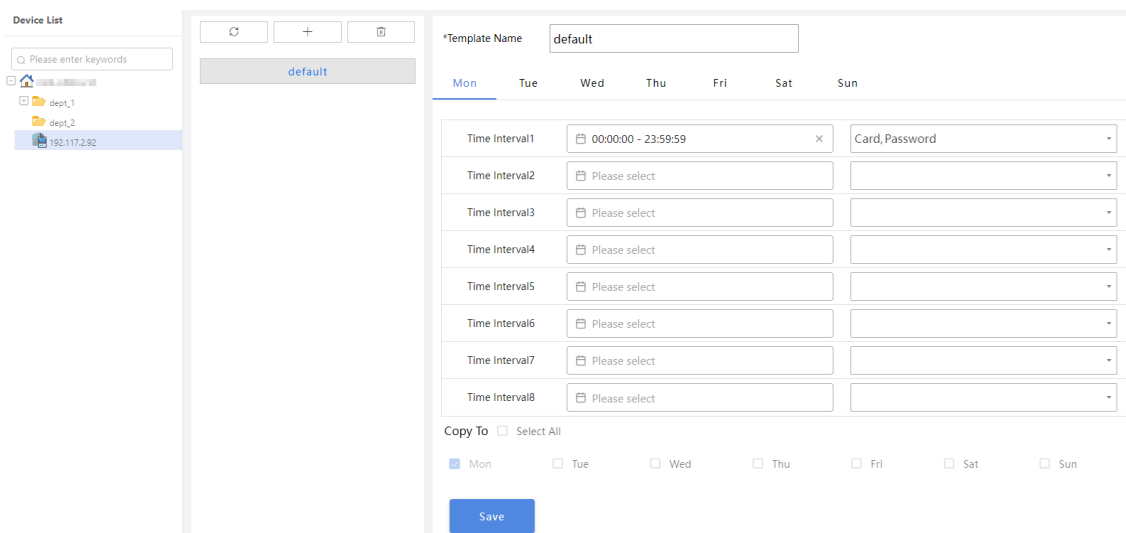 Device List
Please enter keywords
dept_1
dept_2
192.117.2.92
default
*Template Name default
Mon Tue Wed Thu Fri Sat Sun
Time Interval1 00:00:00 - 23:59:59 Card, Password
Time Interval2 Please select
Time Interval3 Please select
Time Interval4 Please select
Time Interval5 Please select
Time Interval6 Please select
Time Interval7 Please select
Time Interval8 Please select
Copy To Select All
Mon Tue Wed Thu Fri Sat Sun
Save